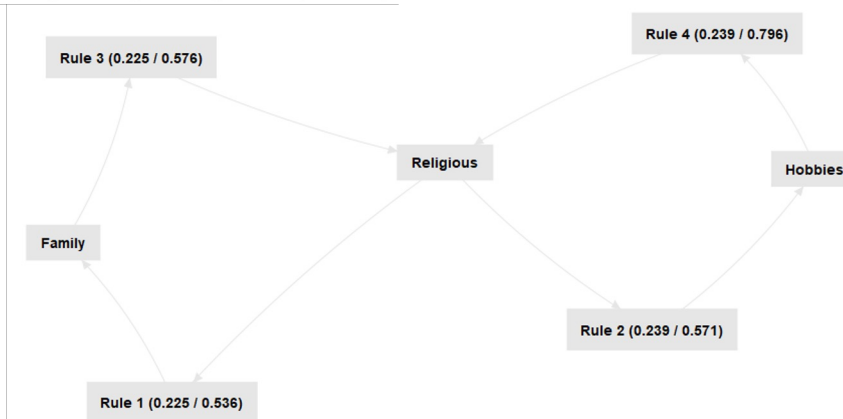 Rule 4 (0.239 / 0.796)
Rule 3 (0.225 / 0.576)
Religious
Hobbies
Family
Rule 2 (0.239 / 0.571)
Rule 1 (0.225 / 0.536)